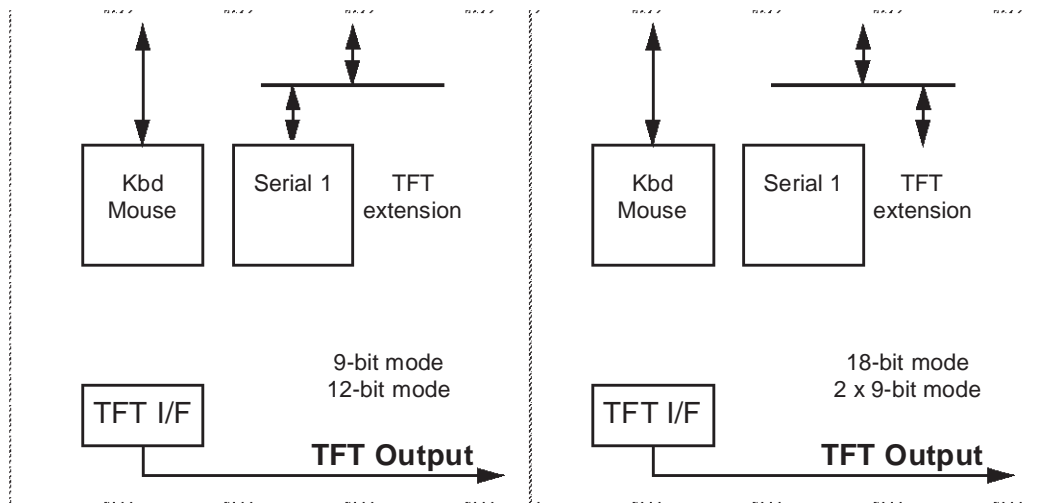 Kbd
Mouse
Serial 1
TFT
extension
9-bit mode
12-bit mode
TFT I/F
TFT Output
Kbd
Mouse
Serial 1
TFT
extension
18-bit mode
2 x 9-bit mode
TFT I/F
TFT Output